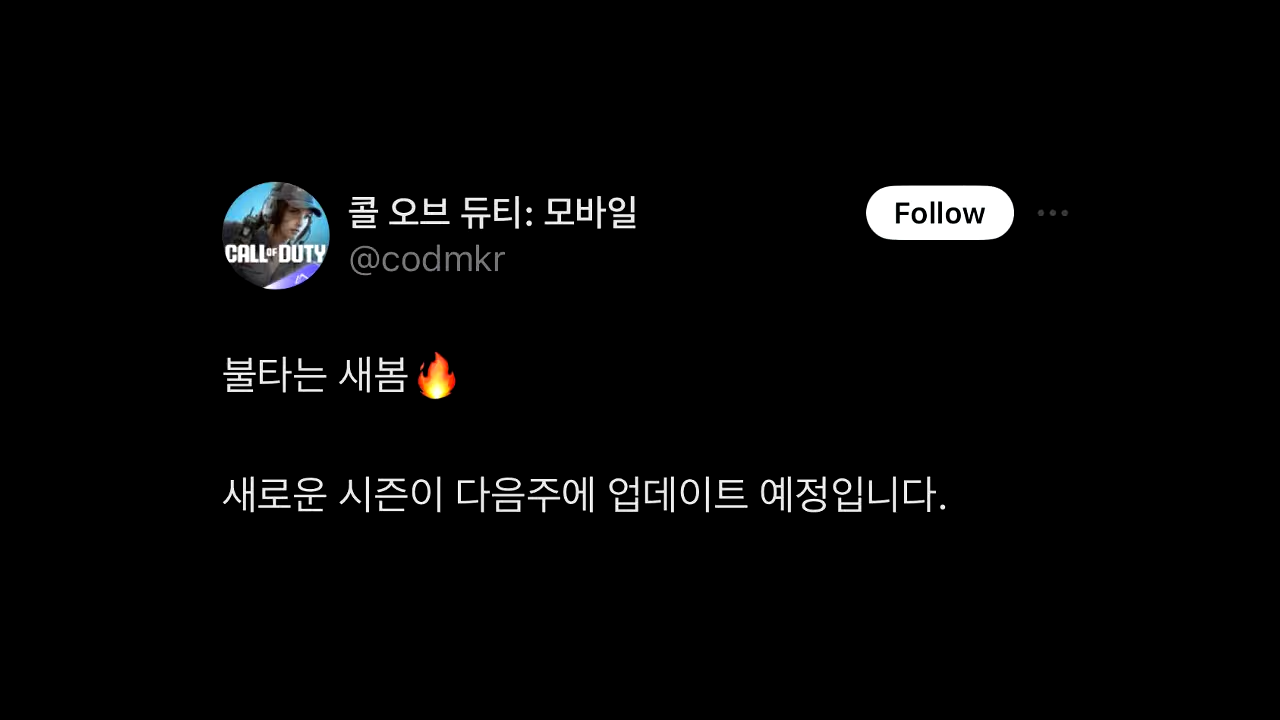 콜 오브 듀티: 모바일
Follow
@codmkr
CALL OF DUTY
불타는 새봄🔥
새로운 시즌이 다음주에 업데이트 예정입니다.